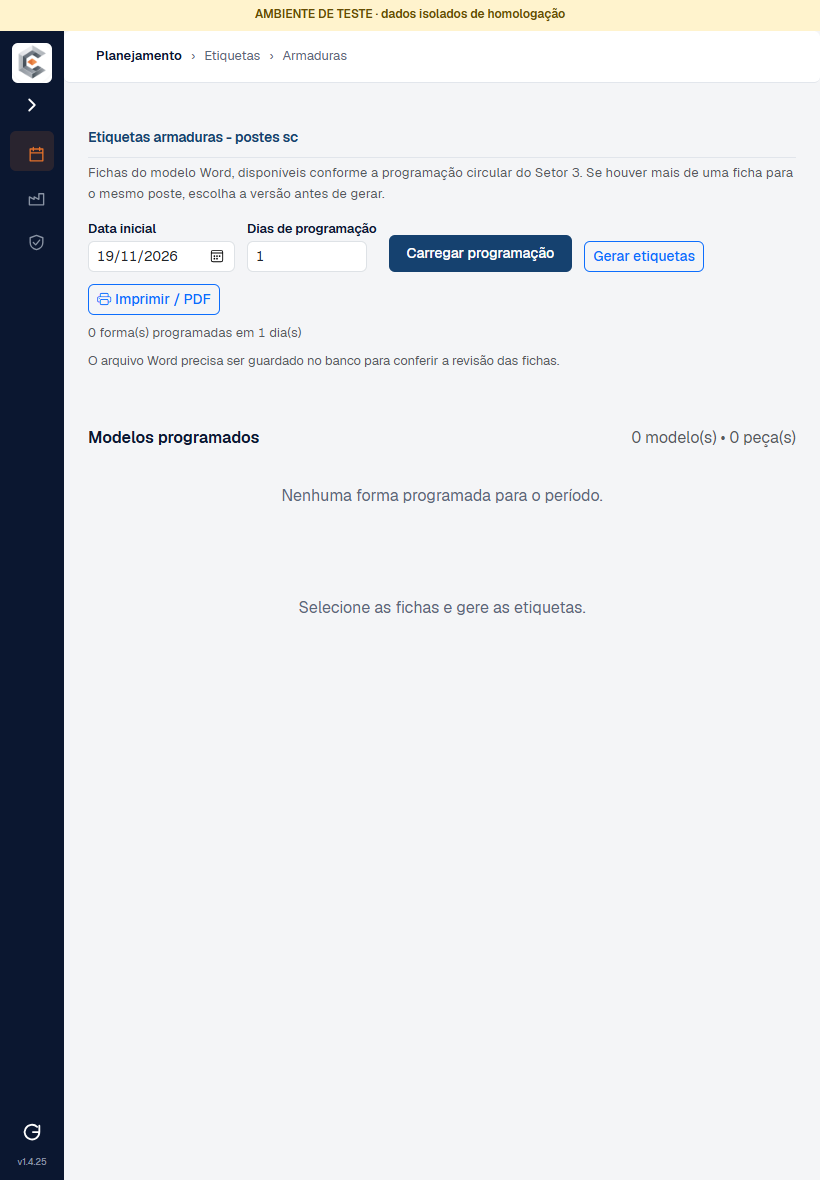 AMBIENTE DE TESTE · dados isolados de homologação
Planejamento › Etiquetas › Armaduras
Etiquetas armaduras - postes sc
Fichas do modelo Word, disponíveis conforme a programação circular do Setor 3. Se houver mais de uma ficha para
o mesmo poste, escolha a versão antes de gerar.
Data inicial
Dias de programação
19/11/2026
1
Carregar programação
Gerar etiquetas
Imprimir / PDF
0 forma(s) programadas em 1 dia(s)
O arquivo Word precisa ser guardado no banco para conferir a revisão das fichas.
Modelos programados
0 modelo(s) • 0 peça(s)
Nenhuma forma programada para o período.
Selecione as fichas e gere as etiquetas.
v1.4.25